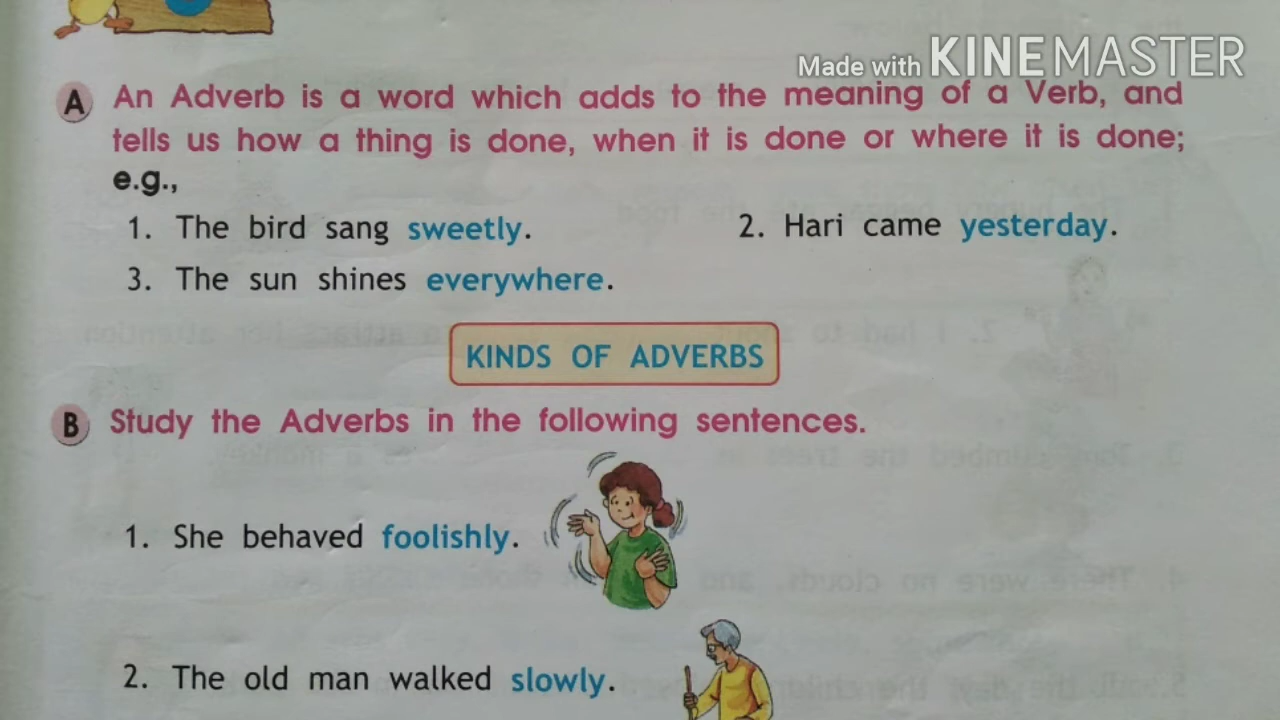 Made with KINEMASTER
A An Adverb is a word which adds to the meaning of a Verb, and
tells us how a thing is done, when it is done or where it is done;
e.g.,
1. The bird sang sweetly. 2. Hari came yesterday.
3. The sun shines everywhere.
KINDS OF ADVERBS
B Study the Adverbs in the following sentences.
1. She behaved foolishly.
2. The old man walked slowly.